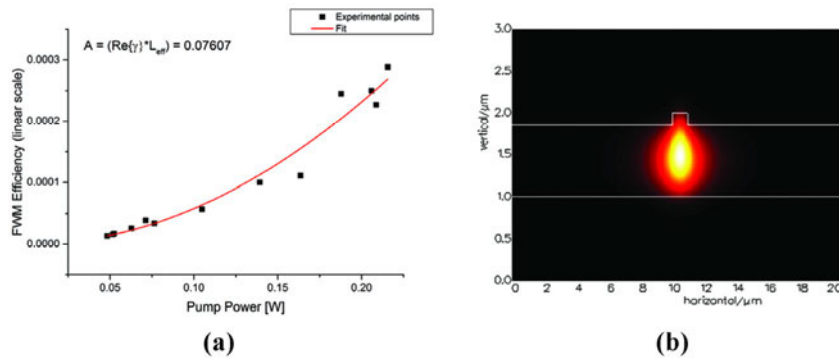 Experimental points
Fit
A = (Re{γ}*L_eff) = 0.07607
FWM Efficiency (linear scale)
0.0003
0.0002
0.0001
0.0000
0.05
0.10
0.15
0.20
Pump Power [W]
(a)
vertical/μm
3.0
2.5
2.0
1.5
1.0
0.5
0.0
0 2 4 6 8 10 12 14 16 18 20
horizontal/μm
(b)